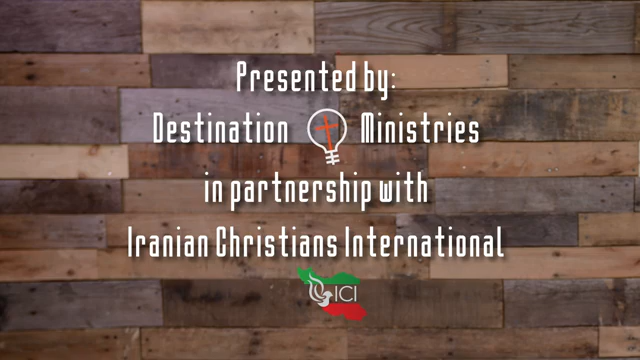 Presented by:
Destination Ministries
in partnership with
Iranian Christians International
ICI